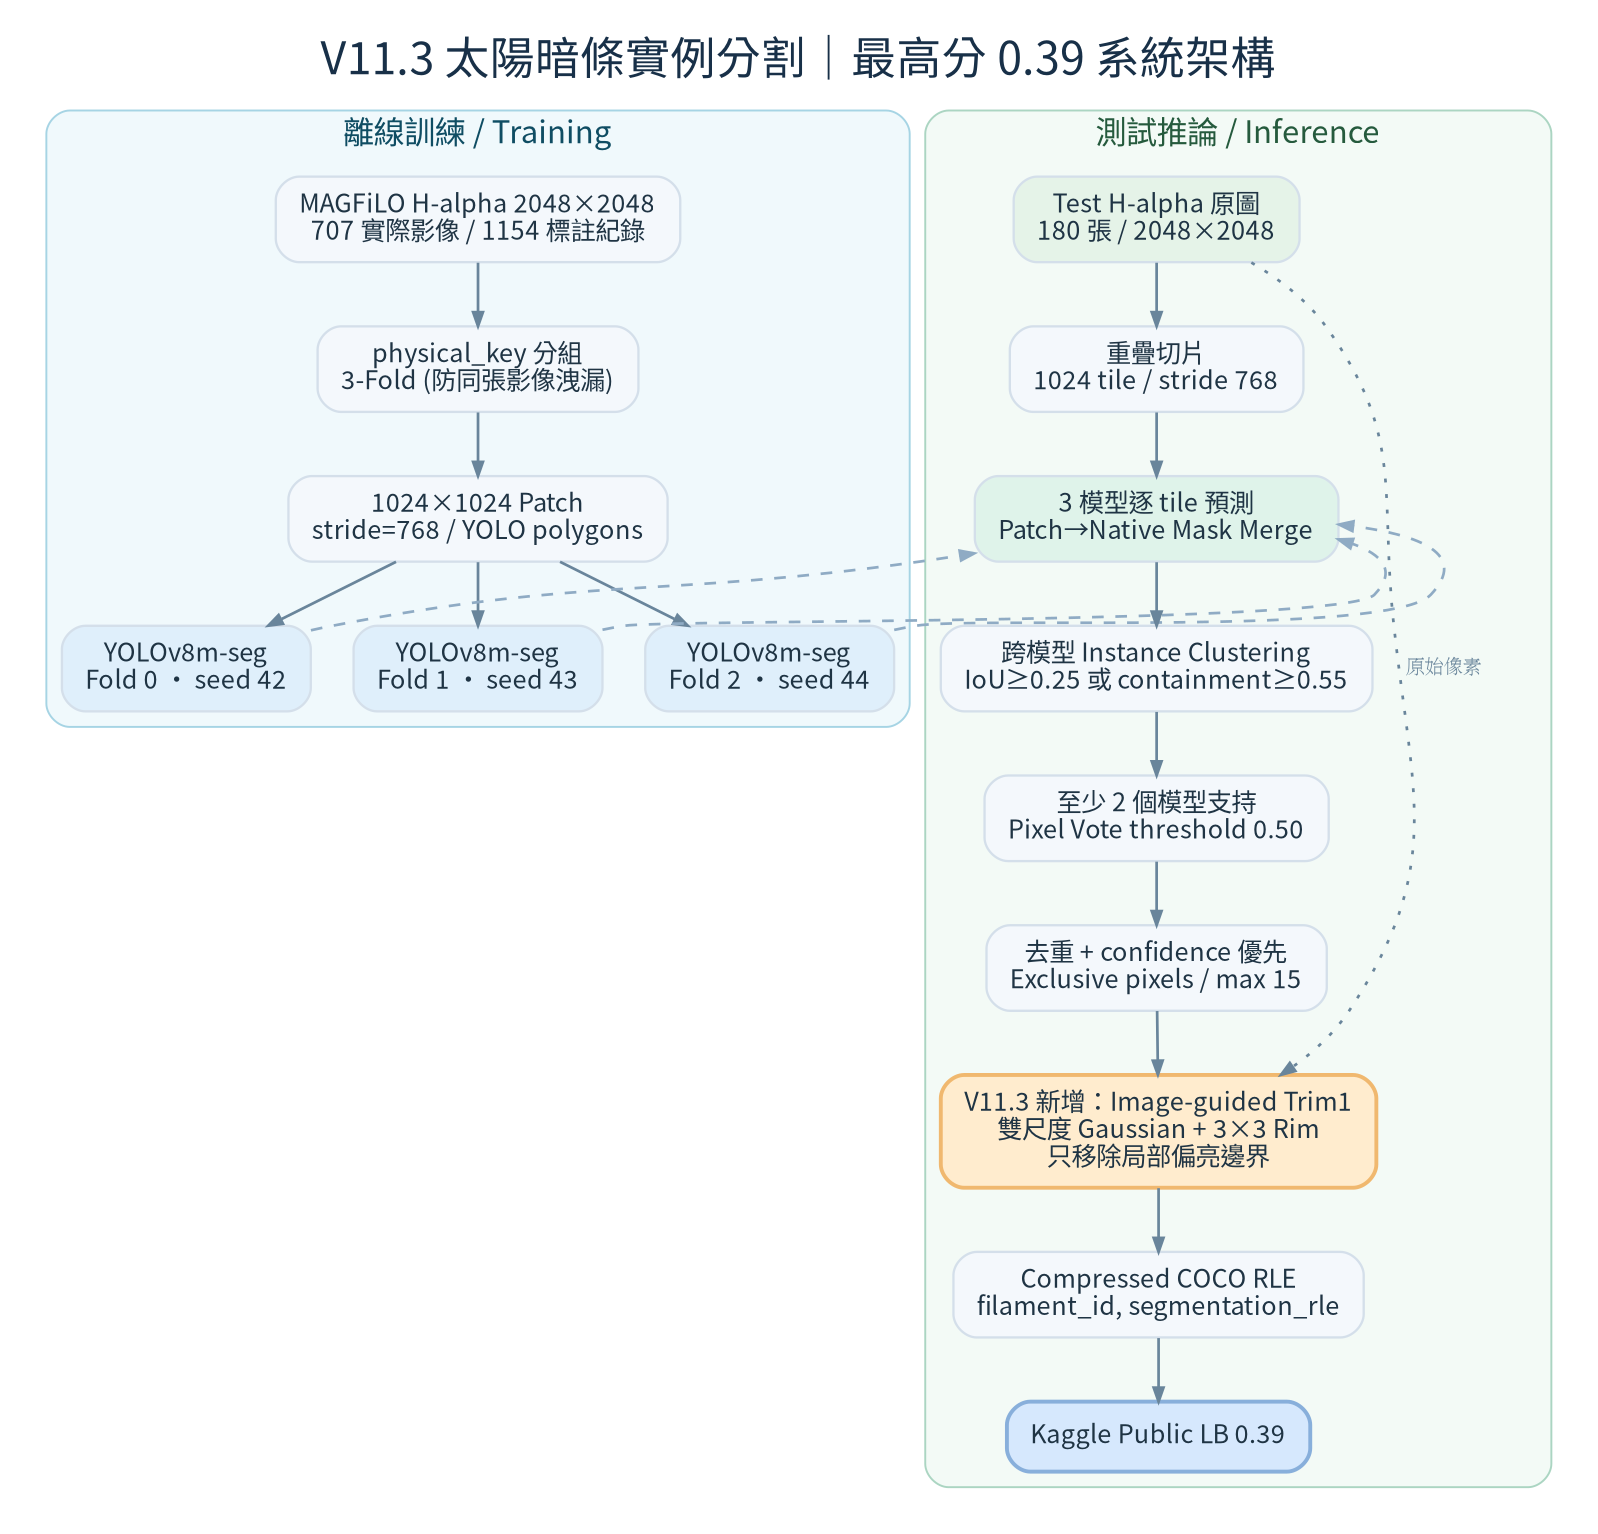 V11.3 太陽暗條實例分割｜最高分 0.39 系統架構
離線訓練 / Training
MAGFiLO H-alpha 2048×2048
707 實際影像 / 1154 標註紀錄
physical_key 分組
3-Fold (防同張影像洩漏)
1024×1024 Patch
stride=768 / YOLO polygons
YOLOv8m-seg
Fold 0 · seed 42
YOLOv8m-seg
Fold 1 · seed 43
YOLOv8m-seg
Fold 2 · seed 44
測試推論 / Inference
Test H-alpha 原圖
180 張 / 2048×2048
重疊切片
1024 tile / stride 768
3 模型逐 tile 預測
Patch→Native Mask Merge
跨模型 Instance Clustering
IoU≥0.25 或 containment≥0.55
原始像素
至少 2 個模型支持
Pixel Vote threshold 0.50
去重 + confidence 優先
Exclusive pixels / max 15
V11.3 新增：Image-guided Trim1
雙尺度 Gaussian + 3×3 Rim
只移除局部偏亮邊界
Compressed COCO RLE
filament_id, segmentation_rle
Kaggle Public LB 0.39